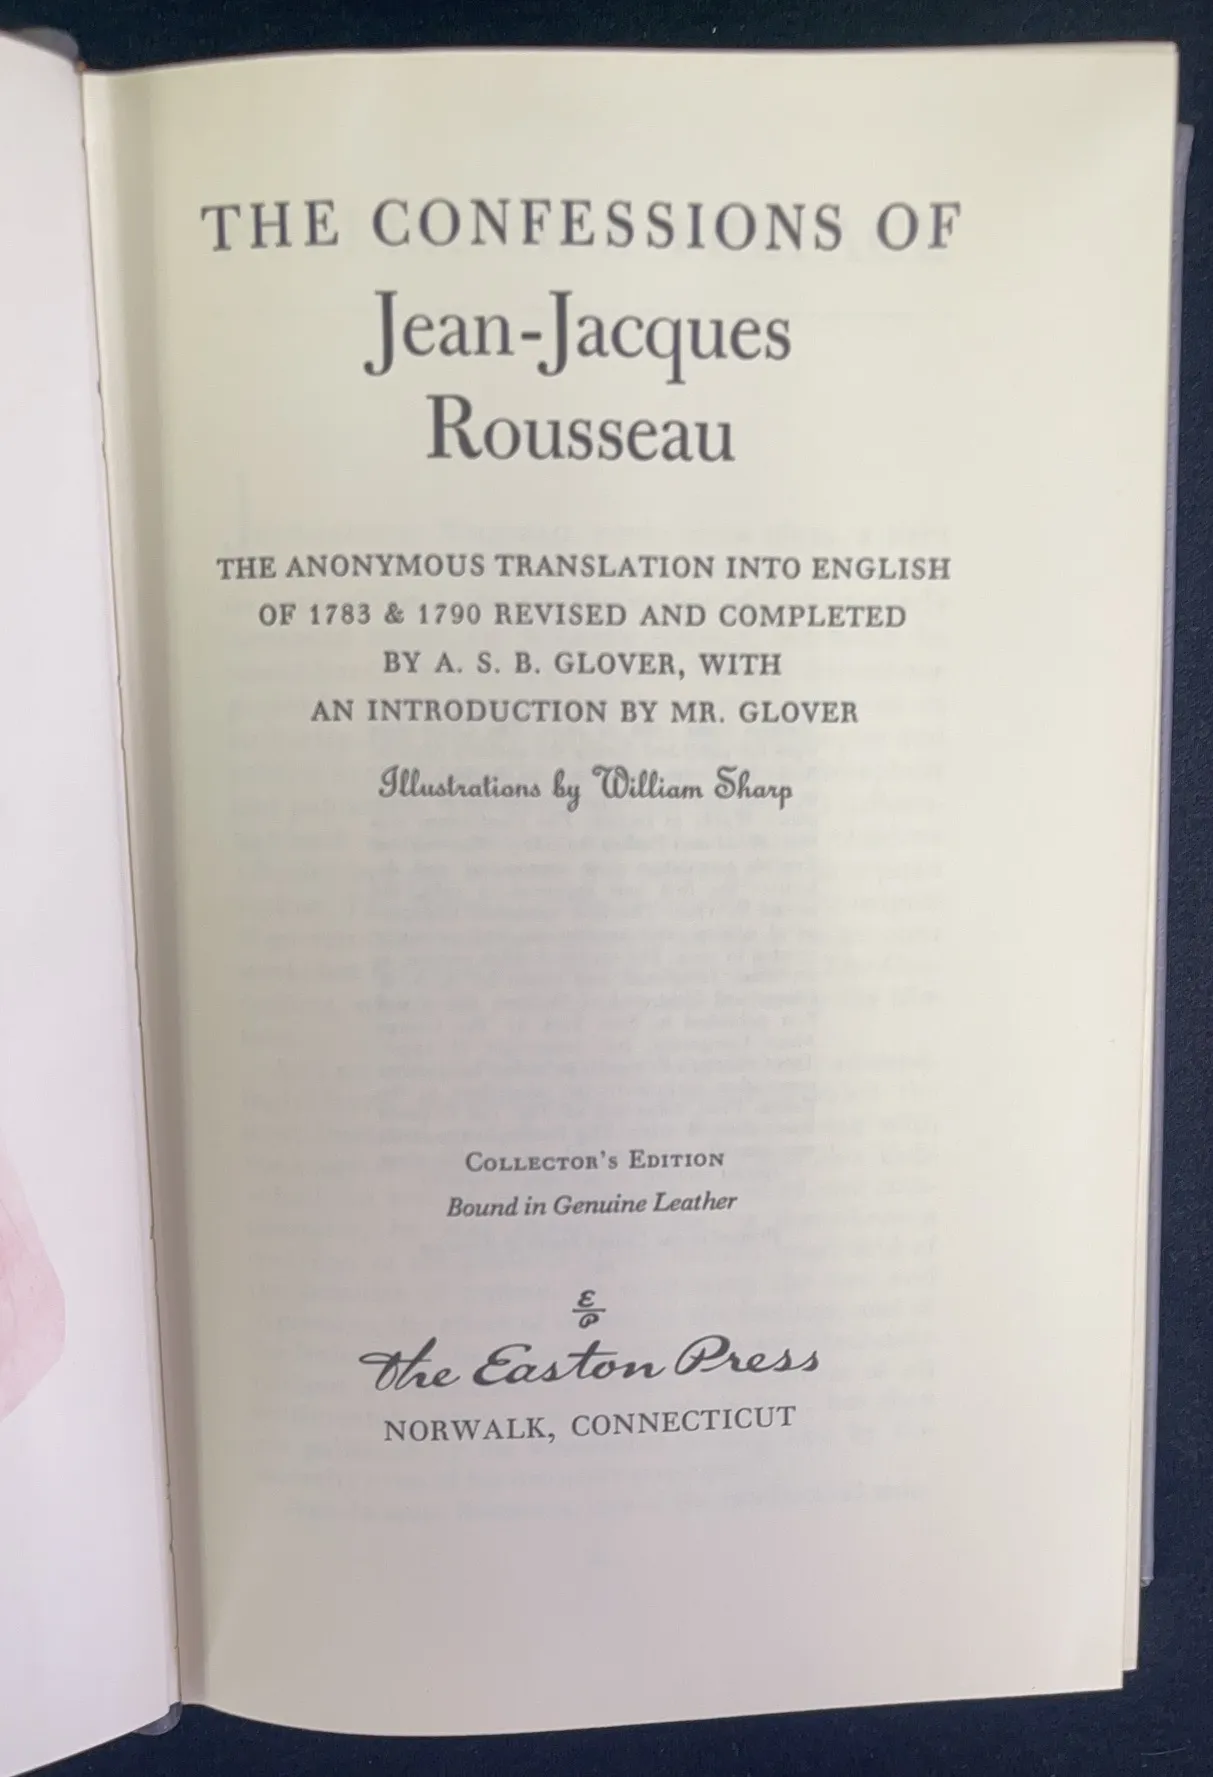 THE CONFESSIONS OF
Jean-Jacques
Rousseau
THE ANONYMOUS TRANSLATION INTO ENGLISH
OF 1783 & 1790 REVISED AND COMPLETED
BY A. S. B. GLOVER, WITH
AN INTRODUCTION BY MR. GLOVER
Illustrations by William Sharp
COLLECTOR'S EDITION
Bound in Genuine Leather
E
P
The Easton Press
NORWALK, CONNECTICUT